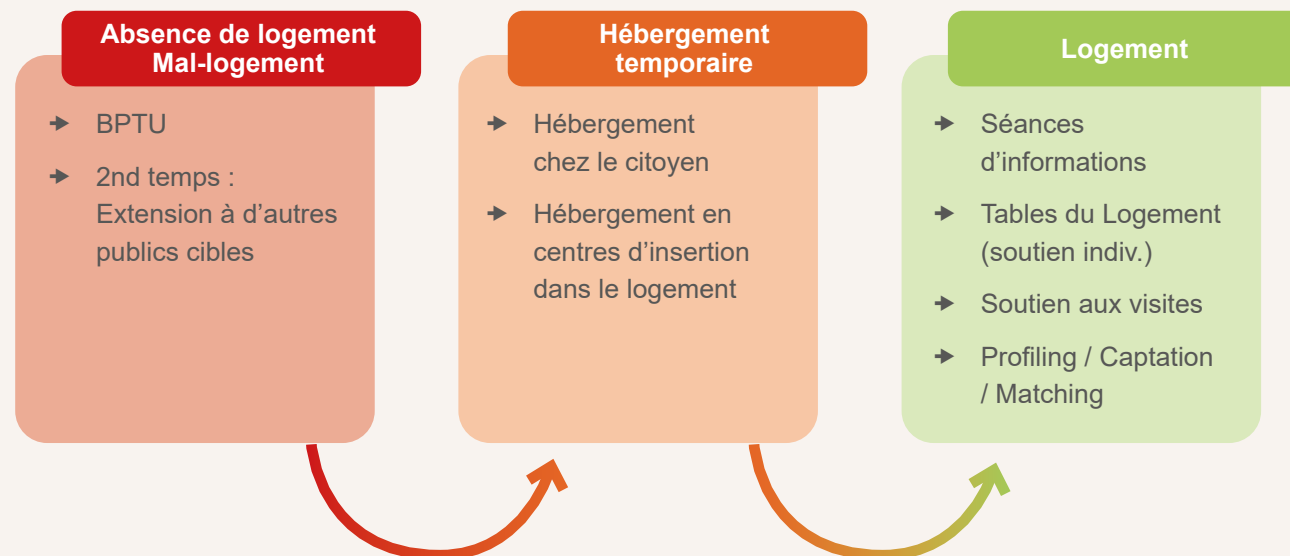 Absence de logement
Mal-logement
BPTU
2nd temps :
Extension à d’autres
publics cibles
Hébergement
temporaire
Hébergement
chez le citoyen
Hébergement en
centres d’insertion
dans le logement
Logement
Séances
d’informations
Tables du Logement
(soutien indiv.)
Soutien aux visites
Profiling / Captation
/ Matching